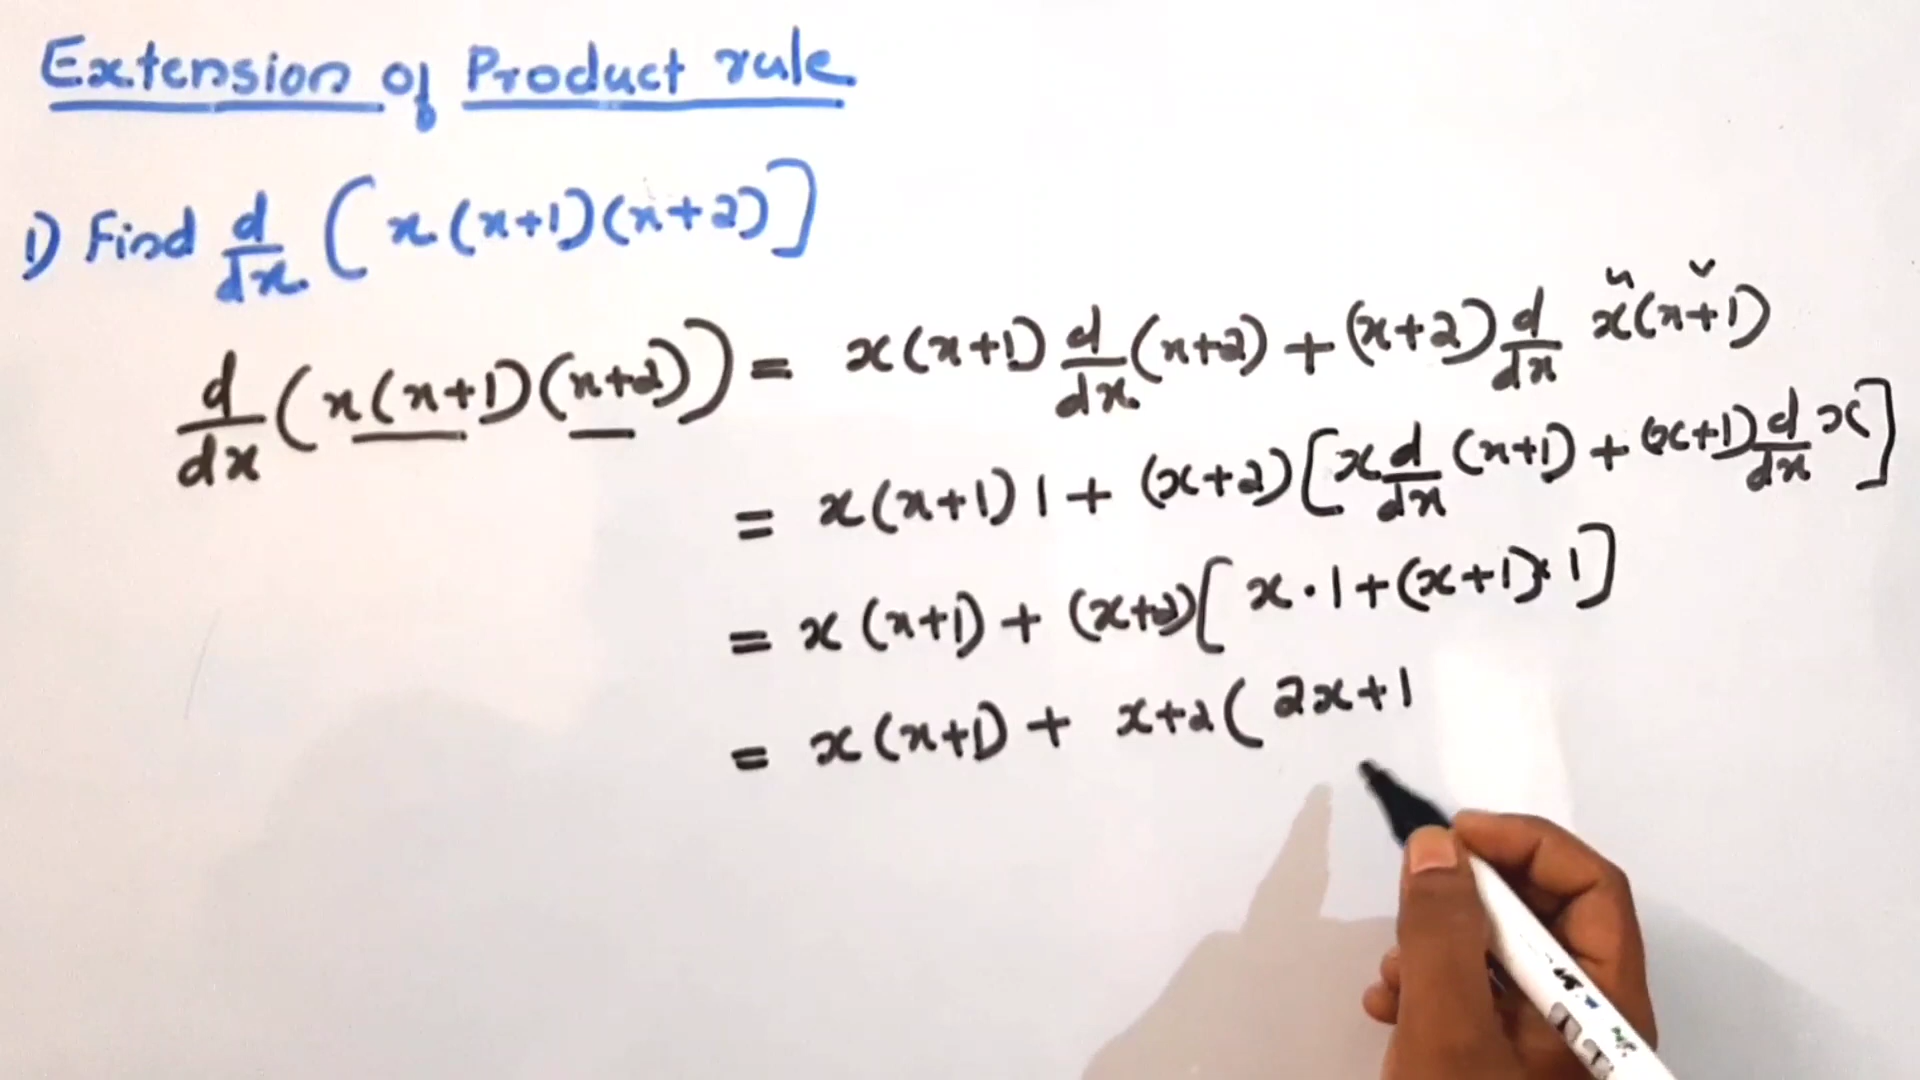 Extension of Product rule
1) Find d/dx [x(x+1)(x+2)]
d/dx (x(x+1)(x+2)) = x(x+1) d/dx (x+2) + (x+2) d/dx x(x+1)
u v
= x(x+1) 1 + (x+2) [x d/dx (x+1) + (x+1) d/dx x]
= x(x+1) + (x+2) [x·1 + (x+1)×1]
= x(x+1) + x+2 (2x+1